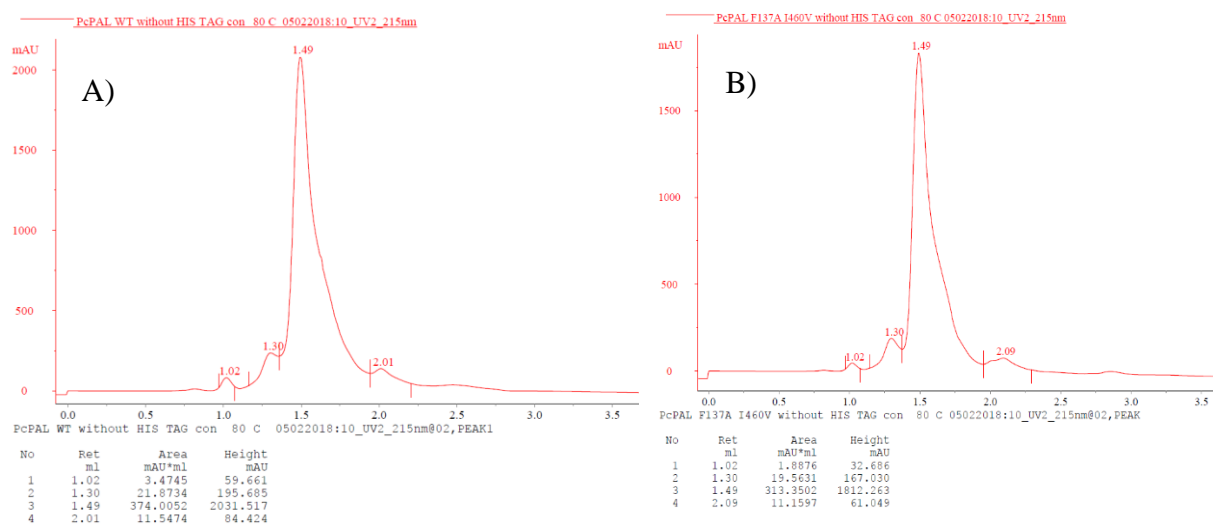 PcPAL WT without HIS TAG con 80 C 05022018:10_UV2_215nm
mAU
A)
2000
1500
1000
500
0
1.49
1.02
1.30
2.01
0.0 0.5 1.0 1.5 2.0 2.5 3.0 3.5
PcPAL WT without HIS TAG con 80 C 05022018:10_UV2_215nm@02,PEAK1
No Ret Area Height
ml mAU*ml mAU
1 1.02 3.4745 59.661
2 1.30 21.8734 195.685
3 1.49 374.0052 2031.517
4 2.01 11.5474 84.424
PcPAL F137A I460V without HIS TAG con 80 C 05022018:10_UV2_215nm
mAU
B)
1500
1000
500
0
1.49
1.02
1.30
2.09
0.0 0.5 1.0 1.5 2.0 2.5 3.0 3.5
PcPAL F137A I460V without HIS TAG con 80 C 05022018:10_UV2_215nm@02,PEAK
No Ret Area Height
ml mAU*ml mAU
1 1.02 1.8876 32.686
2 1.30 19.5631 167.030
3 1.49 313.3502 1812.263
4 2.09 11.1597 61.049